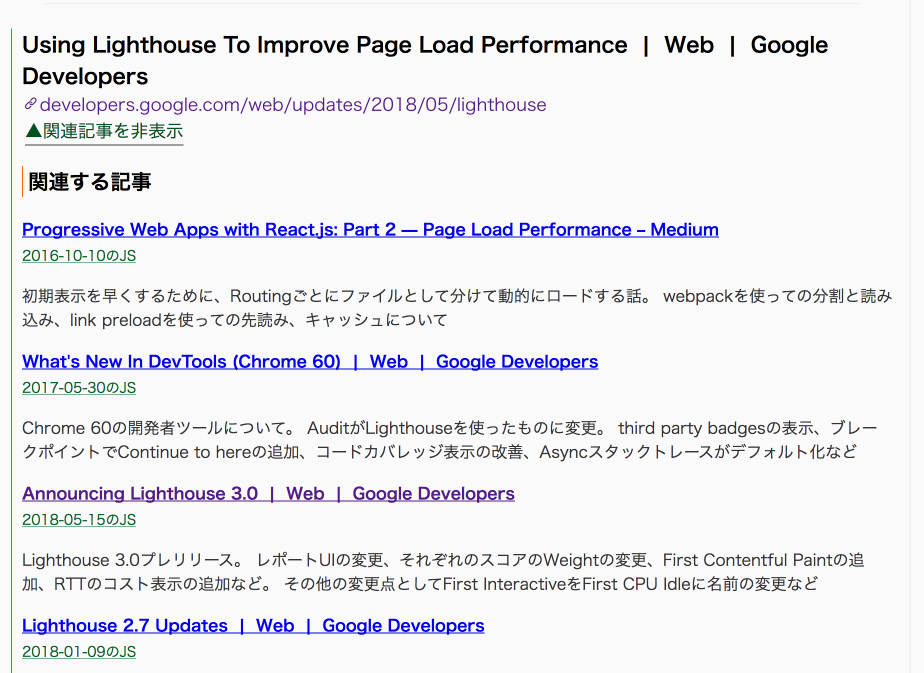 Using Lighthouse To Improve Page Load Performance | Web | Google
Developers
developers.google.com/web/updates/2018/05/lighthouse
▲関連記事を非表示
関連する記事
Progressive Web Apps with React.js: Part 2 — Page Load Performance – Medium
2016-10-10のJS
初期表示を早くするために、Routingごとにファイルとして分けて動的にロードする話。 webpackを使っての分割と読み
込み、link preloadを使っての先読み、キャッシュについて
What's New In DevTools (Chrome 60) | Web | Google Developers
2017-05-30のJS
Chrome 60の開発者ツールについて。 AuditがLighthouseを使ったものに変更。 third party badgesの表示、ブレー
クポイントでContinue to hereの追加、コードカバレッジ表示の改善、Asyncスタックトレースがデフォルト化など
Announcing Lighthouse 3.0 | Web | Google Developers
2018-05-15のJS
Lighthouse 3.0プレリリース。 レポートUIの変更、それぞれのスコアのWeightの変更、First Contentful Paintの追
加、RTTのコスト表示の追加など。 その他の変更点としてFirst InteractiveをFirst CPU Idleに名前の変更など
Lighthouse 2.7 Updates | Web | Google Developers
2018-01-09のJS